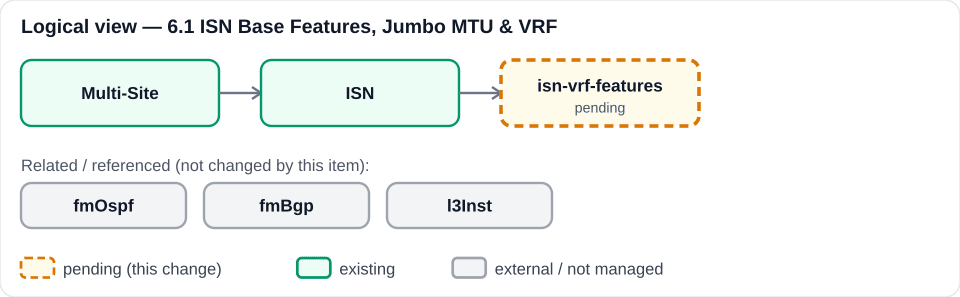 Logical view — 6.1 ISN Base Features, Jumbo MTU & VRF
Multi-Site
ISN
isn-vrf-features
pending
Related / referenced (not changed by this item):
fmOspf
fmBgp
l3Inst
pending (this change)
existing
external / not managed